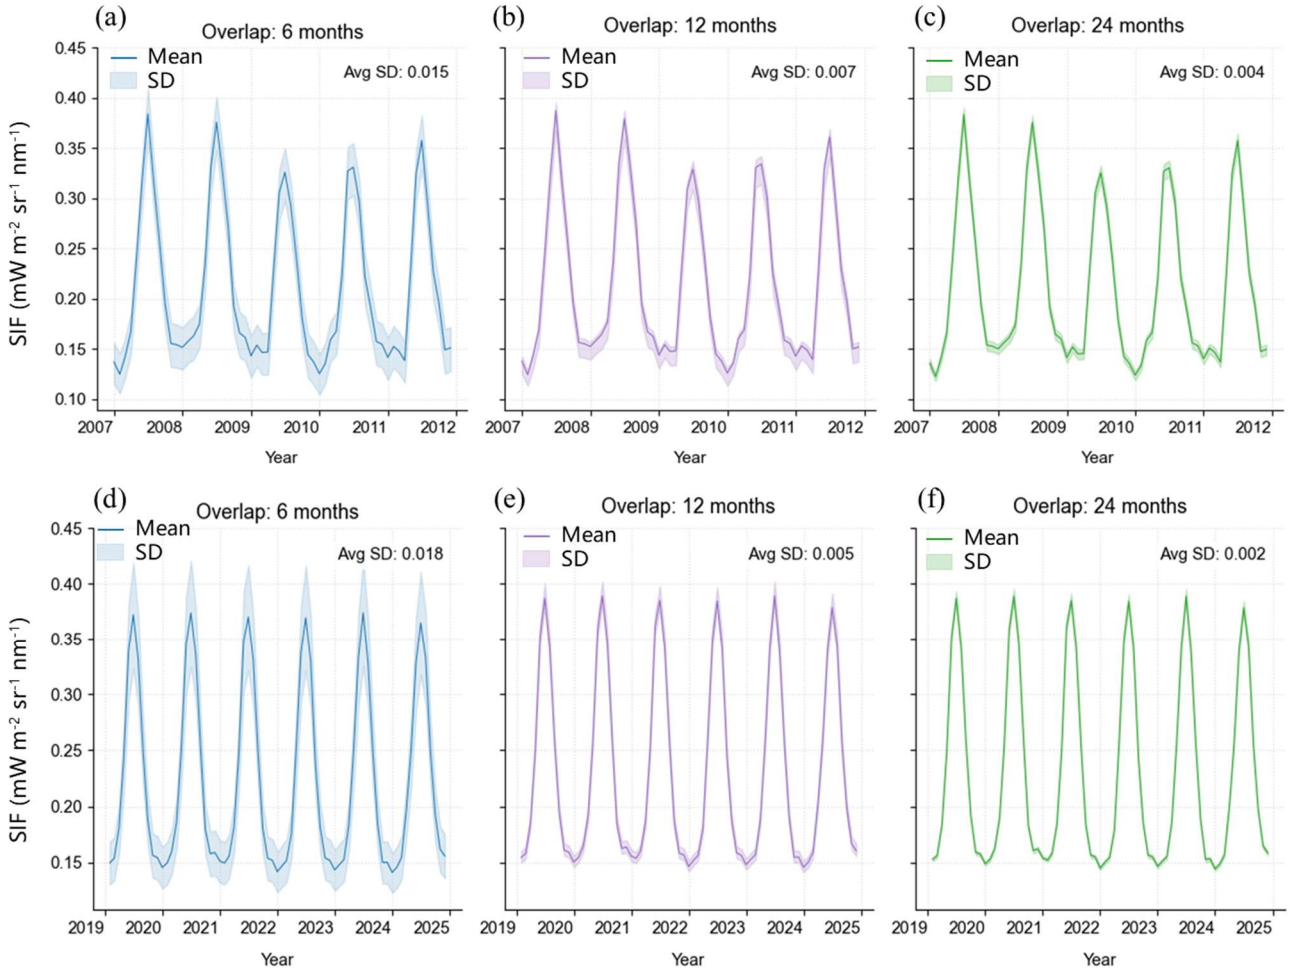 (a)
Overlap: 6 months
Mean
SD
Avg SD: 0.015
SIF (mW m⁻² sr⁻¹ nm⁻¹)
0.45
0.40
0.35
0.30
0.25
0.20
0.15
0.10
2007 2008 2009 2010 2011 2012
Year
(b)
Overlap: 12 months
Mean
SD
Avg SD: 0.007
2007 2008 2009 2010 2011 2012
Year
(c)
Overlap: 24 months
Mean
SD
Avg SD: 0.004
2007 2008 2009 2010 2011 2012
Year
(d)
Overlap: 6 months
Mean
SD
Avg SD: 0.018
SIF (mW m⁻² sr⁻¹ nm⁻¹)
0.45
0.40
0.35
0.30
0.25
0.20
0.15
2019 2020 2021 2022 2023 2024 2025
Year
(e)
Overlap: 12 months
Mean
SD
Avg SD: 0.005
2019 2020 2021 2022 2023 2024 2025
Year
(f)
Overlap: 24 months
Mean
SD
Avg SD: 0.002
2019 2020 2021 2022 2023 2024 2025
Year